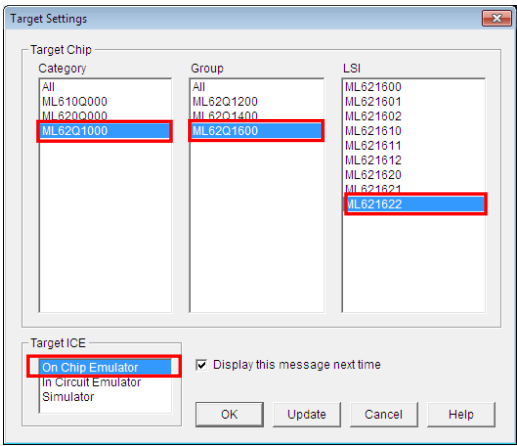 Target Settings
Target Chip
Category
All
ML610Q000
ML620Q000
ML62Q1000
Group
All
ML62Q1200
ML62Q1400
ML62Q1600
LSI
ML621600
ML621601
ML621602
ML621610
ML621611
ML621612
ML621620
ML621621
ML621622
Target ICE
On Chip Emulator
In Circuit Emulator
Simulator
Display this message next time
OK
Update
Cancel
Help